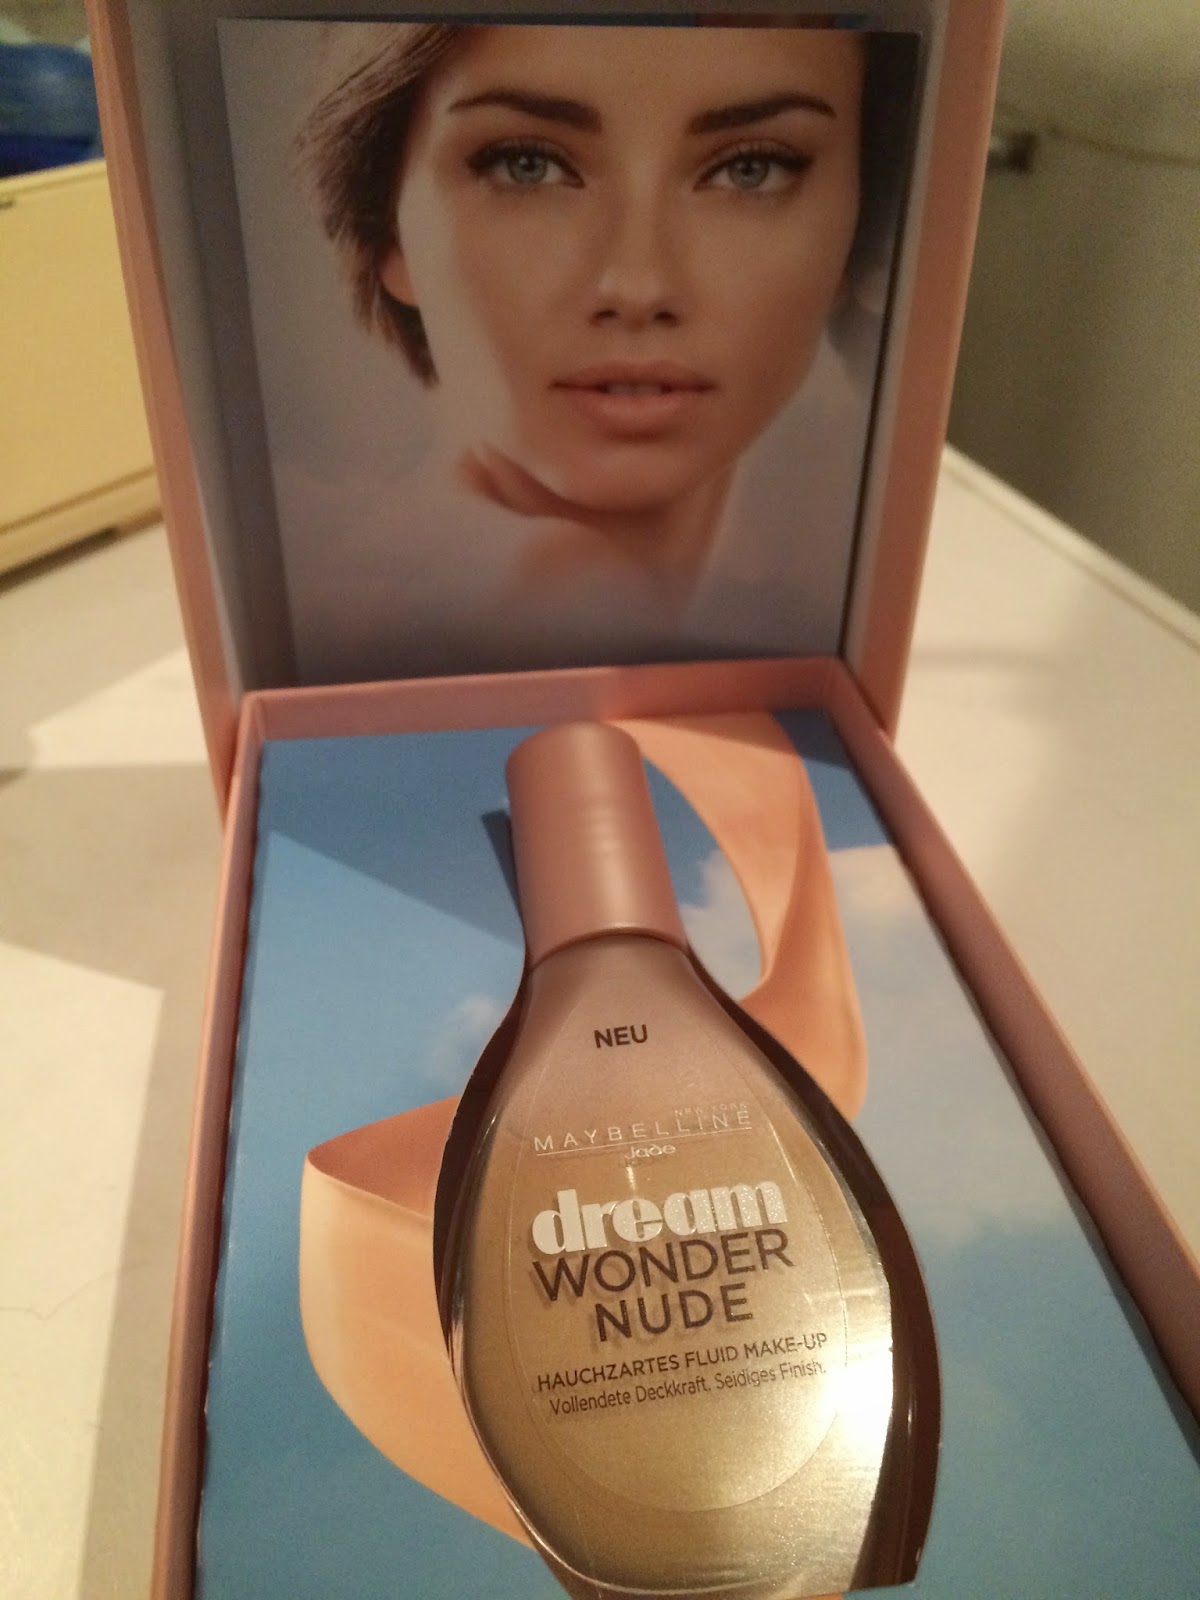 NEU
NEW YORK
MAYBELLINE
Jade
dream
WONDER
NUDE
HAUCHZARTES FLUID MAKE-UP
Vollendete Deckkraft. Seidiges Finish.